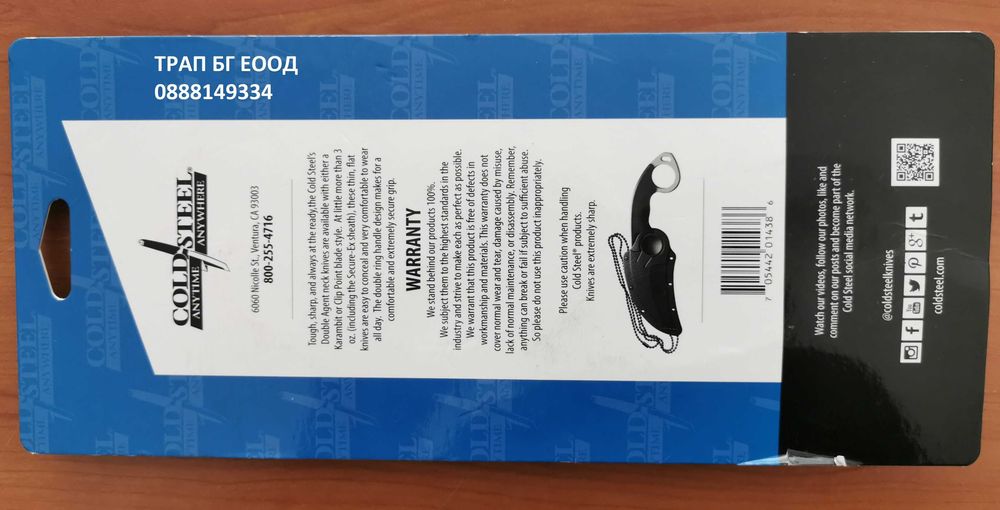 ТРАП БГ ЕООД
0888149334
COLD STEEL®
ANYTIME ANYWHERE
6060 Nicolle St., Ventura, CA 93003
800-255-4716
Tough, sharp, and always at the ready, the Cold Steel's
Double Agent neck knives are available with either a
Karambit or Clip Point blade style. At little more than 3
oz. (including the Secure-Ex sheath), these thin, flat
knives are easy to conceal and very comfortable to wear
all day. The double ring handle design makes for a
comfortable and extremely secure grip.
WARRANTY
We stand behind our products 100%.
We subject them to the highest standards in the
industry and strive to make each as perfect as possible.
We warrant that this product is free of defects in
workmanship and materials. This warranty does not
cover normal wear and tear, damage caused by misuse,
lack of normal maintenance, or disassembly. Remember,
anything can break or fail if subject to sufficient abuse.
So please do not use this product inappropriately.
Please use caution when handling
Cold Steel® products.
Knives are extremely sharp.
7 05442 01438 6
Watch our videos, follow our photos, like and
comment on our posts and become part of the
Cold Steel social media network.
@coldsteelknives
coldsteel.com